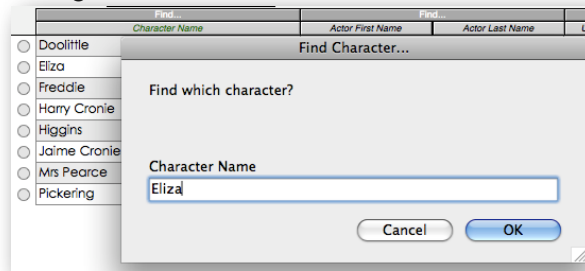 Find... Find...
Character Name Actor First Name Actor Last Name
Doolittle
Find Character...
Eliza
Freddie
Find which character?
Harry Cronie
Higgins
Jaime Cronie
Character Name
Mrs Pearce
Eliza
Pickering
Cancel OK